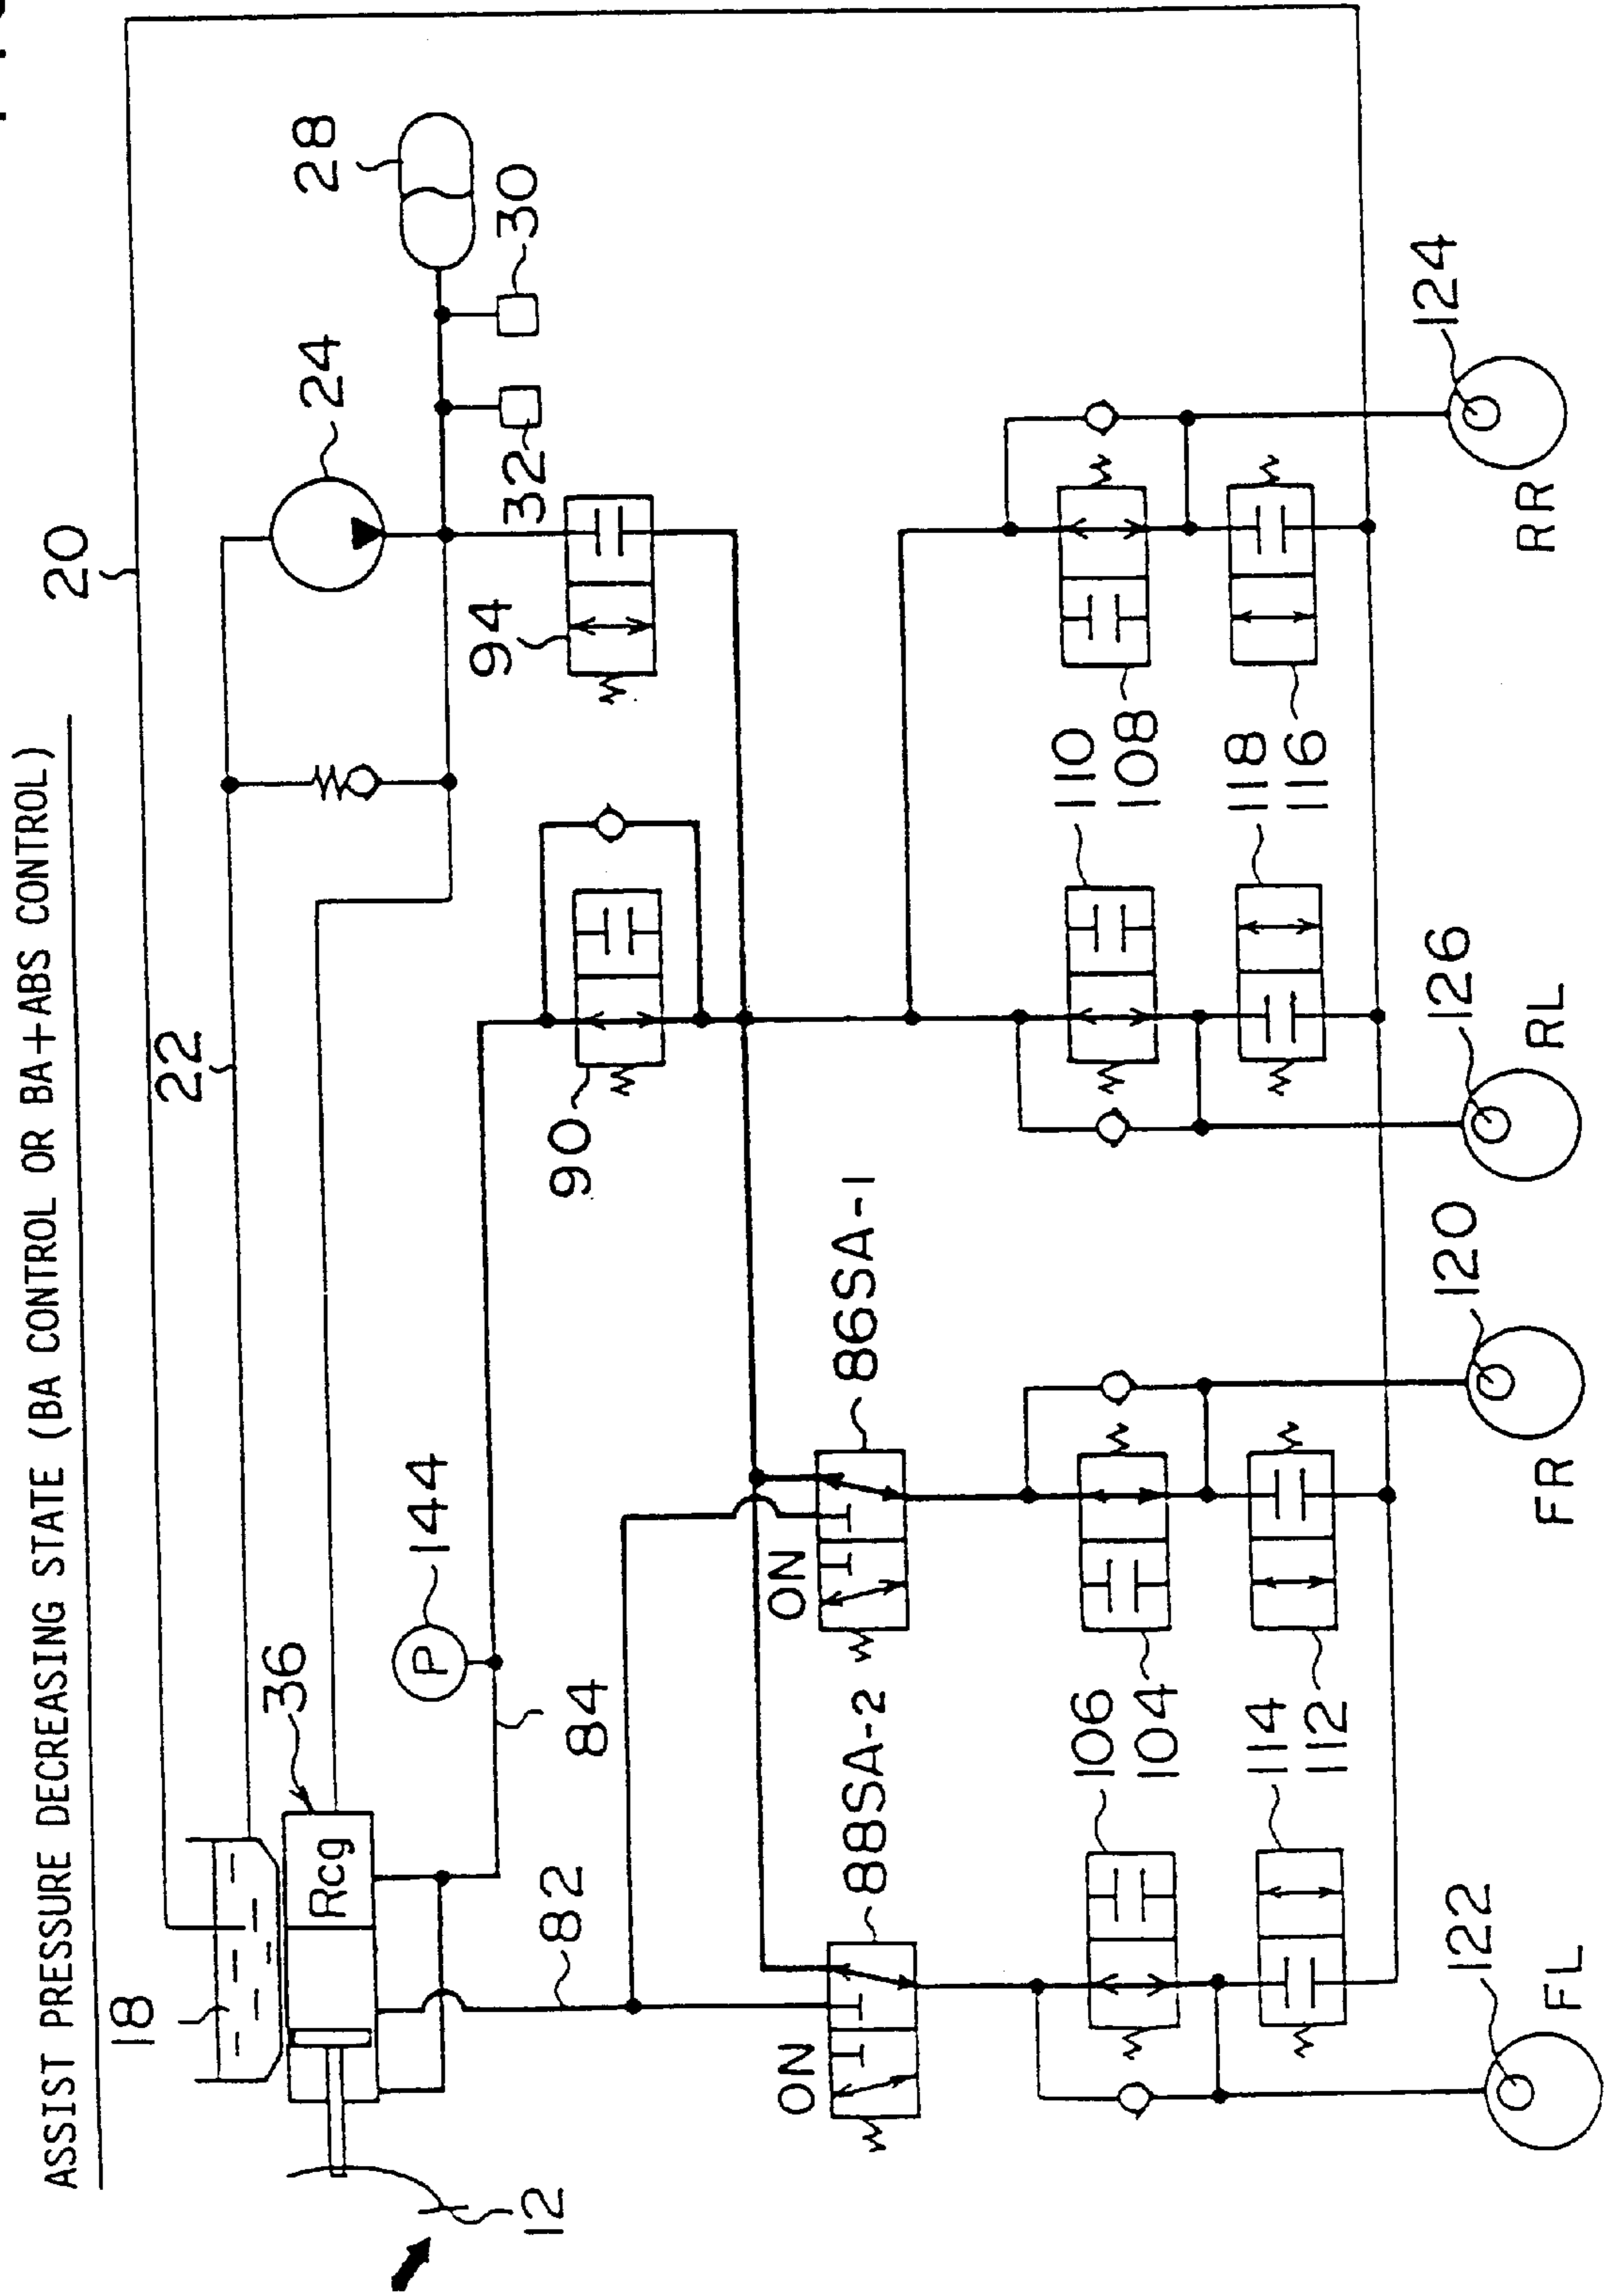 ASSIST PRESSURE DECREASING STATE (BA CONTROL OR BA+ABS CONTROL)
20
22
18
36
24
28
30
32
94
144
90
84
82
12
ON
88SA-2
ON
86SA-1
106
104
110
108
114
112
118
116
122
FL
120
FR
126
RL
124
RR
Rcg
P